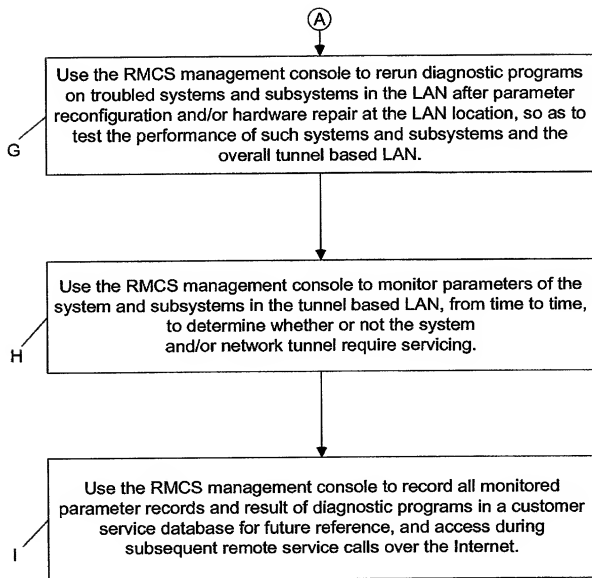 A
Use the RMCS management console to rerun diagnostic programs
on troubled systems and subsystems in the LAN after parameter
reconfiguration and/or hardware repair at the LAN location, so as to
test the performance of such systems and subsystems and the
overall tunnel based LAN.
G
Use the RMCS management console to monitor parameters of the
system and subsystems in the tunnel based LAN, from time to time,
to determine whether or not the system
and/or network tunnel require servicing.
H
Use the RMCS management console to record all monitored
parameter records and result of diagnostic programs in a customer
service database for future reference, and access during
subsequent remote service calls over the Internet.
I